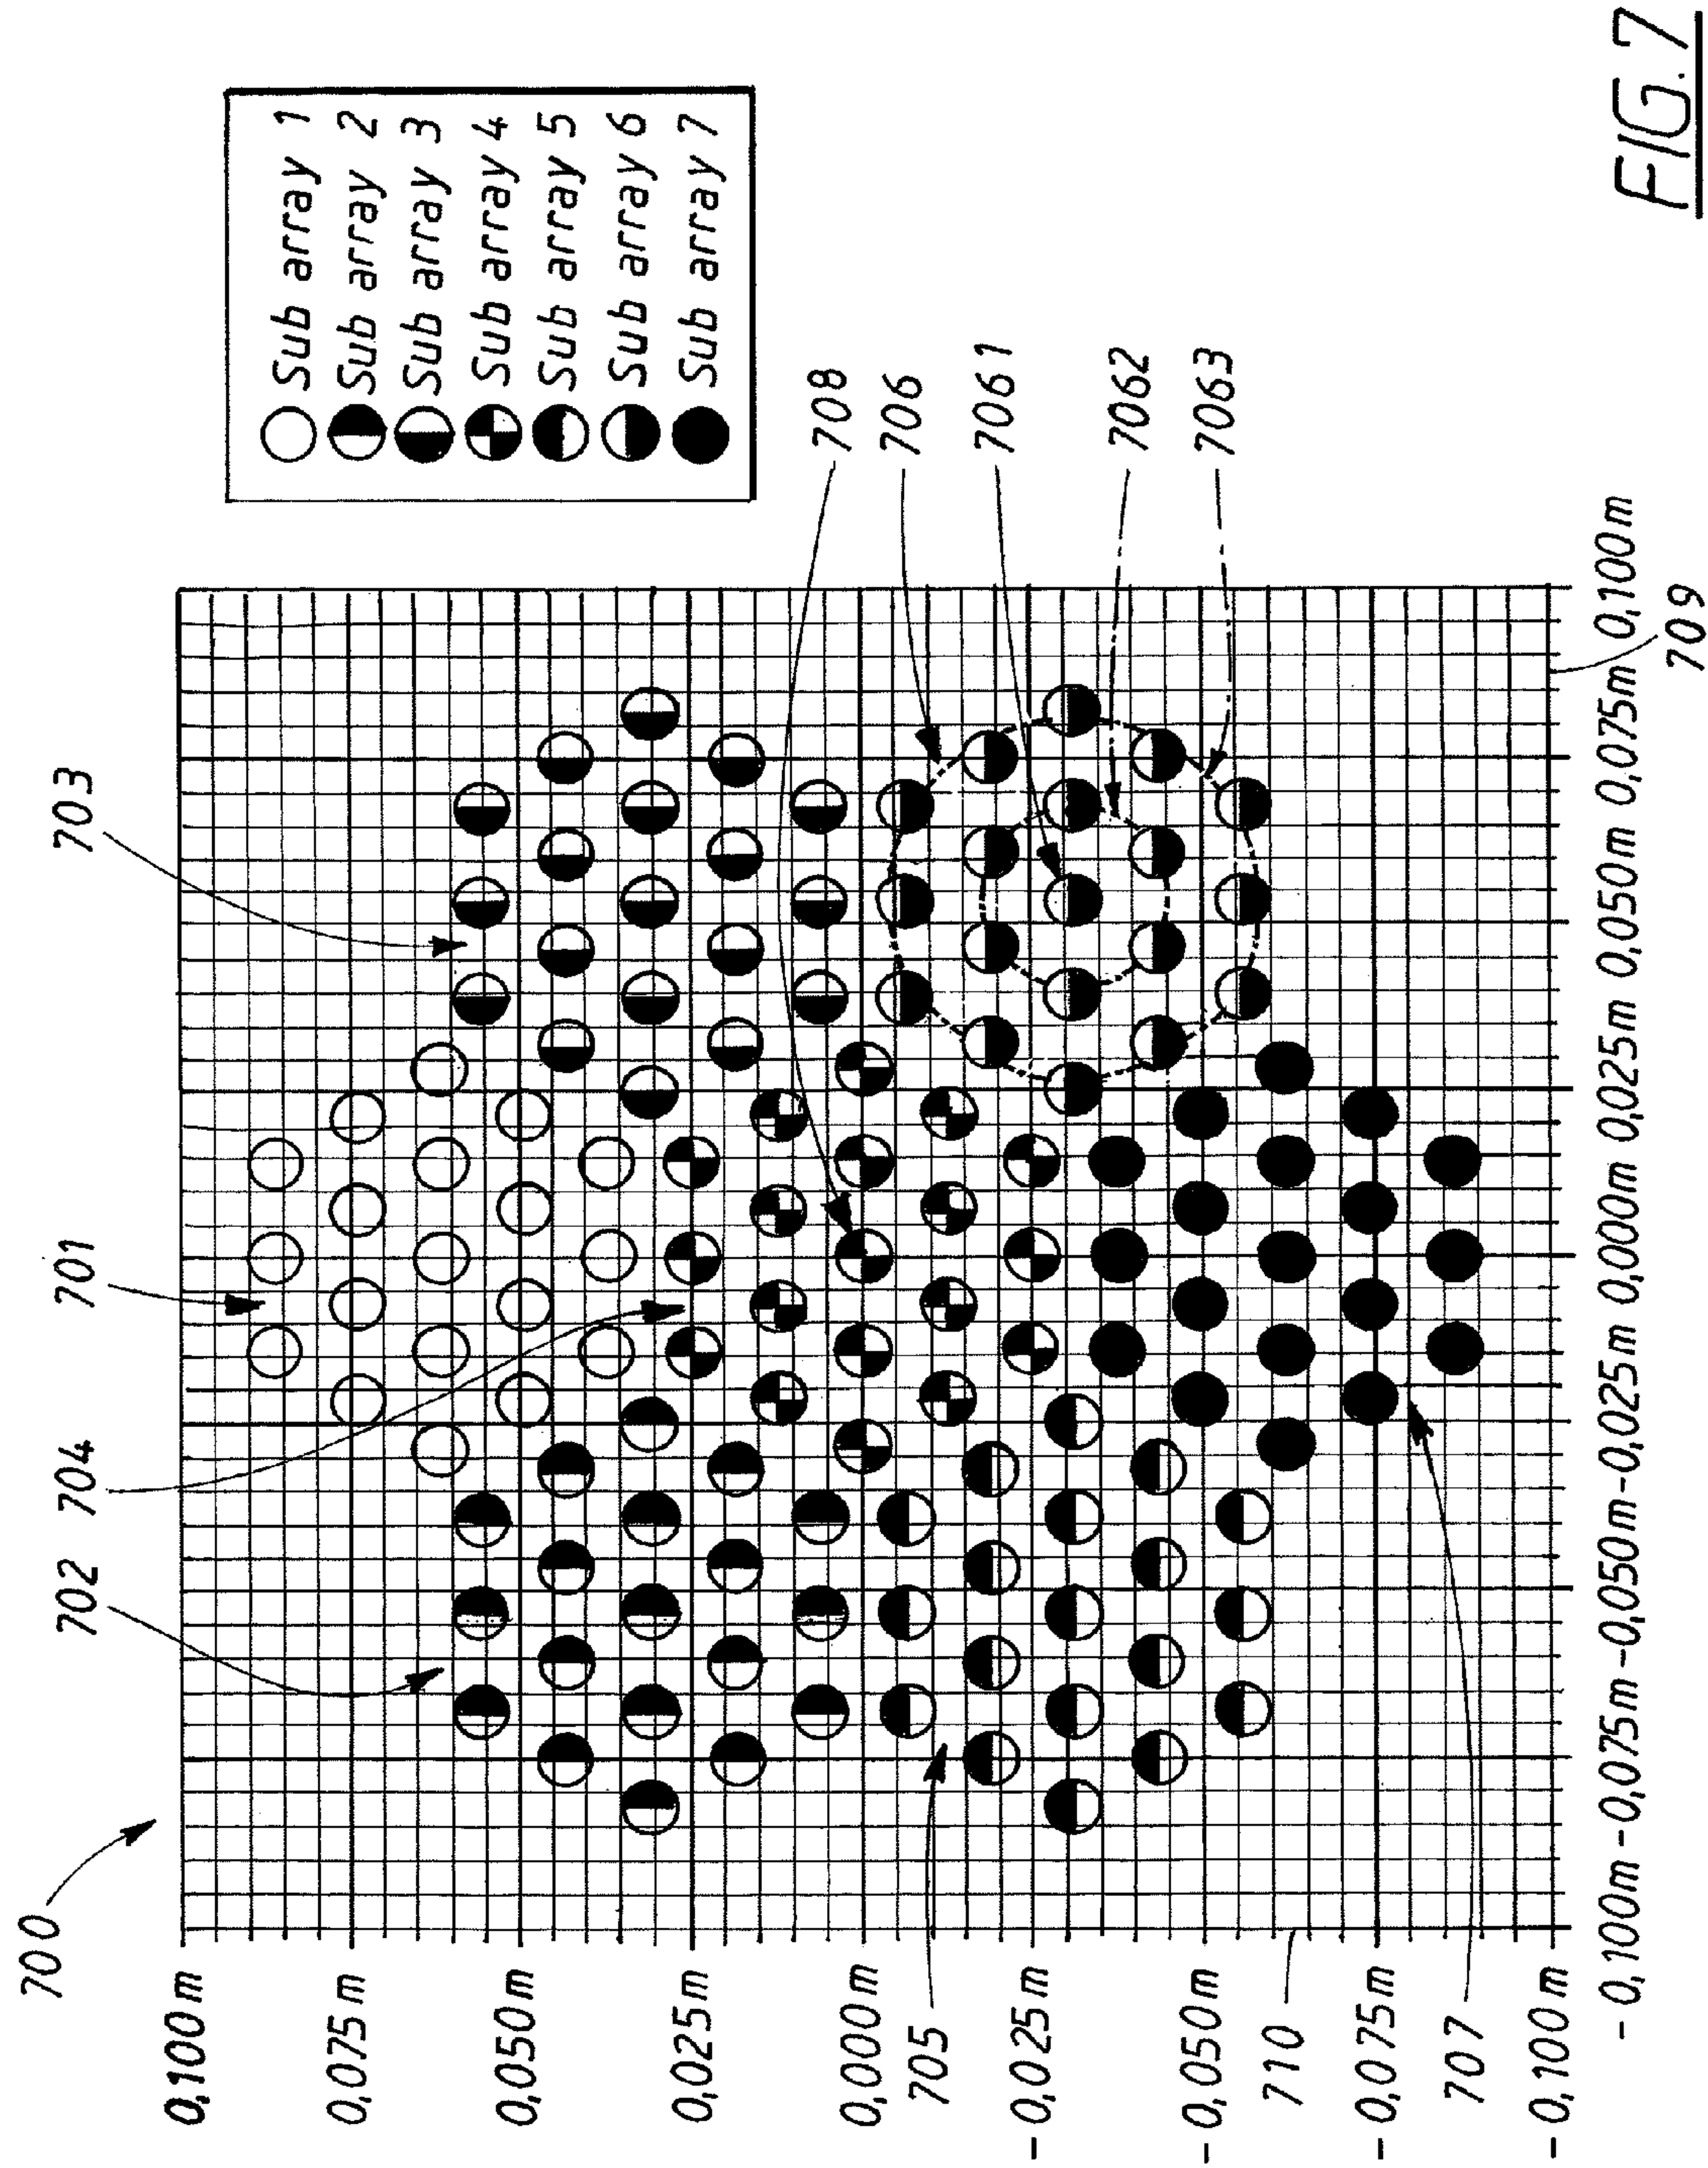 700
702
704
701
703
Sub array 1
Sub array 2
Sub array 3
Sub array 4
Sub array 5
Sub array 6
Sub array 7
708
706
7061
7062
7063
0,100m
0,075m
0,050m
0,025m
0,000m
705
-0,025m
-0,050m
710
-0,075m
707
-0,100m
-0,100m -0,075m -0,050m -0,025m 0,000m 0,025m 0,050m 0,075m 0,100m
709
FIG. 7